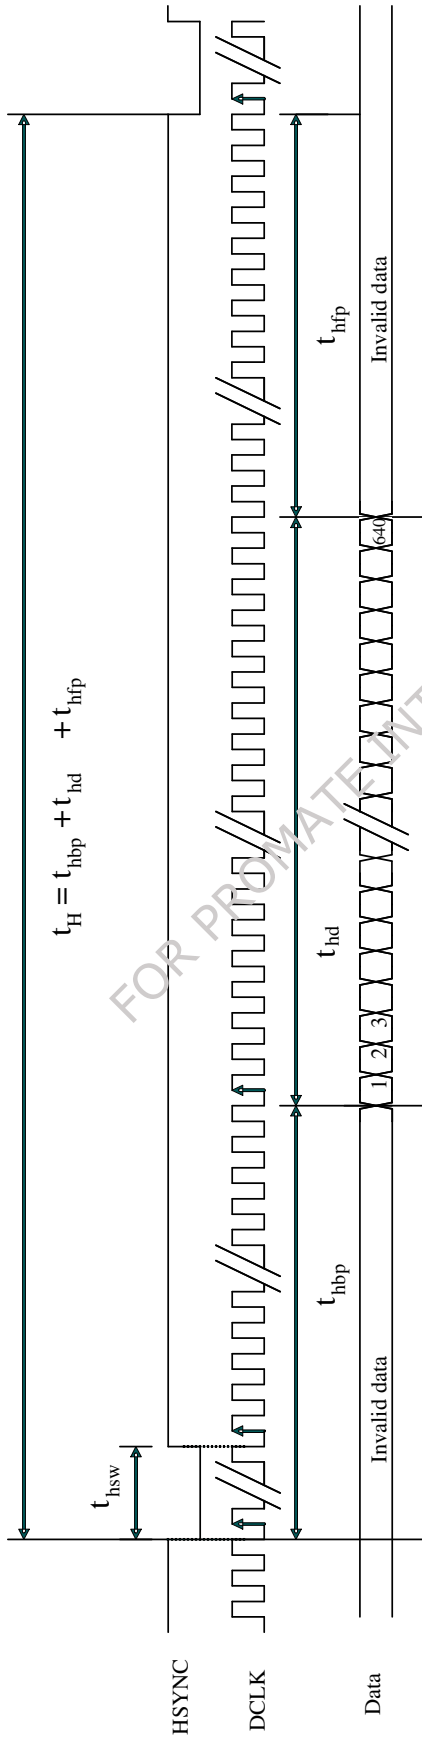 t_H = t_hbp + t_hd + t_hfp
t_hsw
HSYNC
DCLK
t_hbp
t_hd
t_hfp
Data
Invalid data
1 2 3
640
Invalid data
FOR PROMATE INT